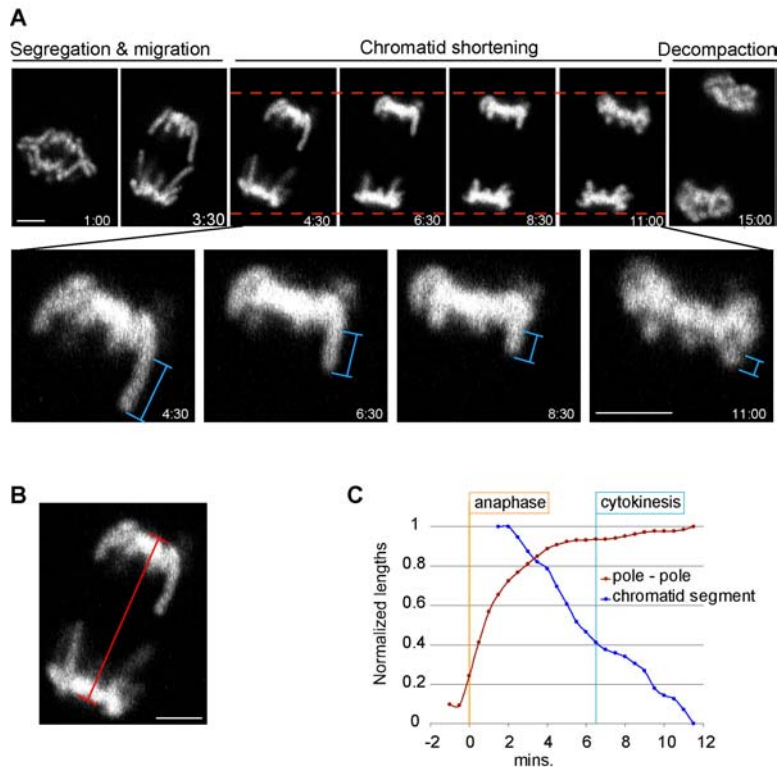 A
Segregation & migration Chromatid shortening Decompaction
1:00 3:30 4:30 6:30 8:30 11:00 15:00
4:30 6:30 8:30 11:00
B
C
anaphase cytokinesis
1
0.8
0.6
0.4
0.2
0
Normalized lengths
pole - pole
chromatid segment
-2 0 2 4 6 8 10 12
mins.